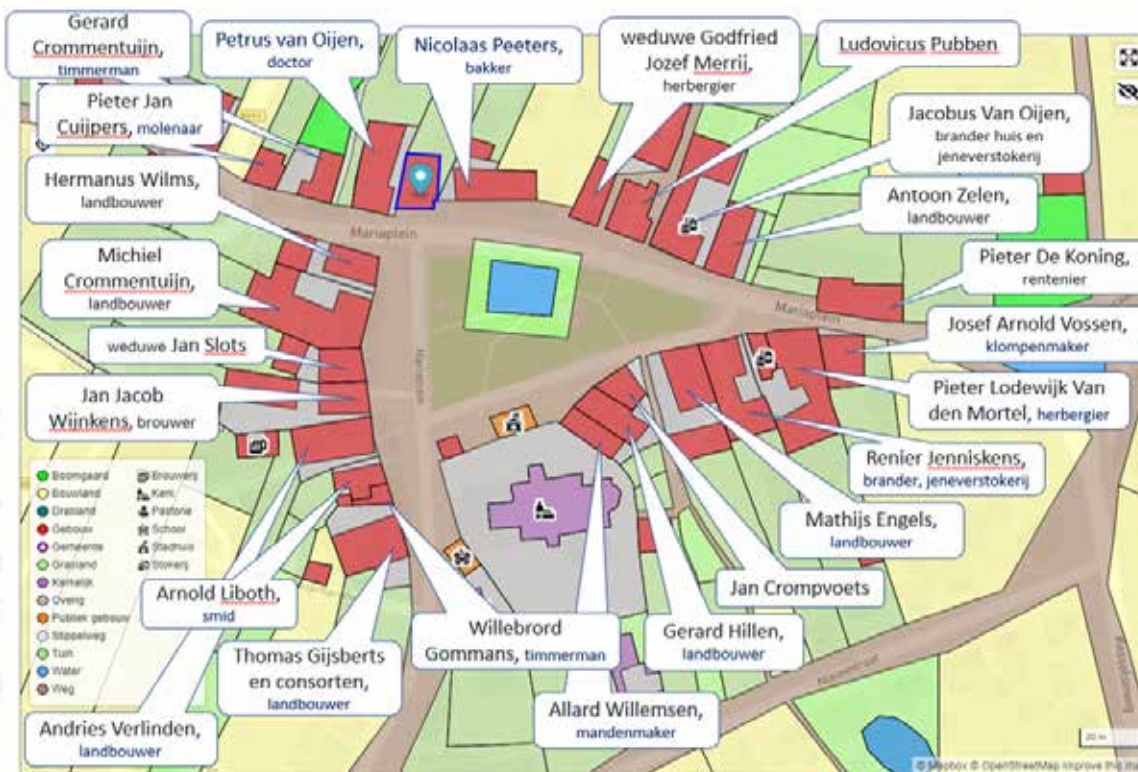 Gerard
Crommentuijn,
timmerman
Petrus van Oijen,
doctor
Nicolaas Peeters,
bakker
weduwe Godfried
Jozef Merrij,
herbergier
Ludovicus Pubben
Pieter Jan
Cuijpers, molenaar
Jacobus Van Oijen,
brander huis en
jeneverstokerij
Hermanus Wilms,
landbouwer
Antoon Zelen,
landbouwer
Michiel
Crommentuijn,
landbouwer
Mariaplein
Pieter De Koning,
rentenier
Mariaplein
weduwe Jan Slots
Josef Arnold Vossen,
klompenmaker
Jan Jacob
Wijnkens, brouwer
Pieter Lodewijk Van
den Mortel, herbergier
Renier Jenniskens,
brander, jeneverstokerij
Mathijs Engels,
landbouwer
Boomgaard
Bouwland
Grasland
Gebouw
Gemeente
Grasland
Kerkelijk
Overig
Publiek gebouw
Stippelweg
Tuin
Water
Weg
Brouwerij
Kerk
Pastorie
School
Stadhuis
Stokerij
Arnold Liboth,
smid
Jan Crompvoets
Willebrord
Gommans, timmerman
Gerard Hillen,
landbouwer
Thomas Gijsberts
en consorten,
landbouwer
Allard Willemsen,
mandenmaker
Andries Verlinden,
landbouwer
20 m
© Mapbox © OpenStreetMap Improve this map